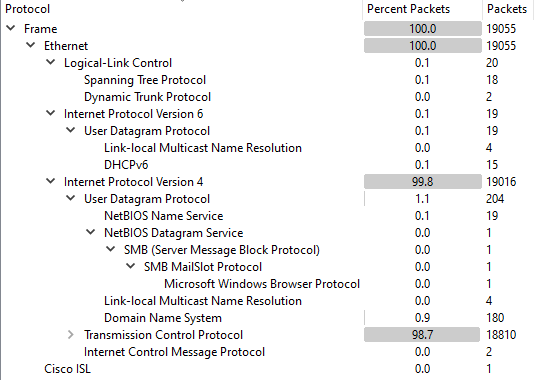 Protocol Percent Packets Packets
Frame 100.0 19055
Ethernet 100.0 19055
Logical-Link Control 0.1 20
Spanning Tree Protocol 0.1 18
Dynamic Trunk Protocol 0.0 2
Internet Protocol Version 6 0.1 19
User Datagram Protocol 0.1 19
Link-local Multicast Name Resolution 0.0 4
DHCPv6 0.1 15
Internet Protocol Version 4 99.8 19016
User Datagram Protocol 1.1 204
NetBIOS Name Service 0.1 19
NetBIOS Datagram Service 0.0 1
SMB (Server Message Block Protocol) 0.0 1
SMB MailSlot Protocol 0.0 1
Microsoft Windows Browser Protocol 0.0 1
Link-local Multicast Name Resolution 0.0 4
Domain Name System 0.9 180
Transmission Control Protocol 98.7 18810
Internet Control Message Protocol 0.0 2
Cisco ISL 0.0 1